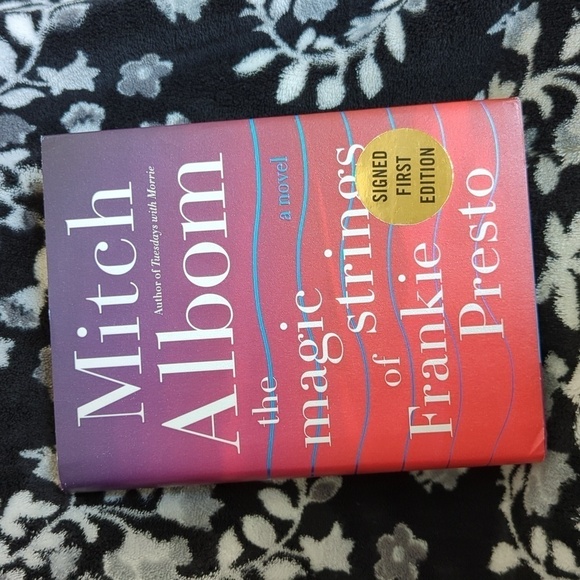 Mitch
Author of Tuesdays with Morrie
Albom
a novel
the
magic
strings
of
Frankie
Presto
SIGNED
FIRST
EDITION